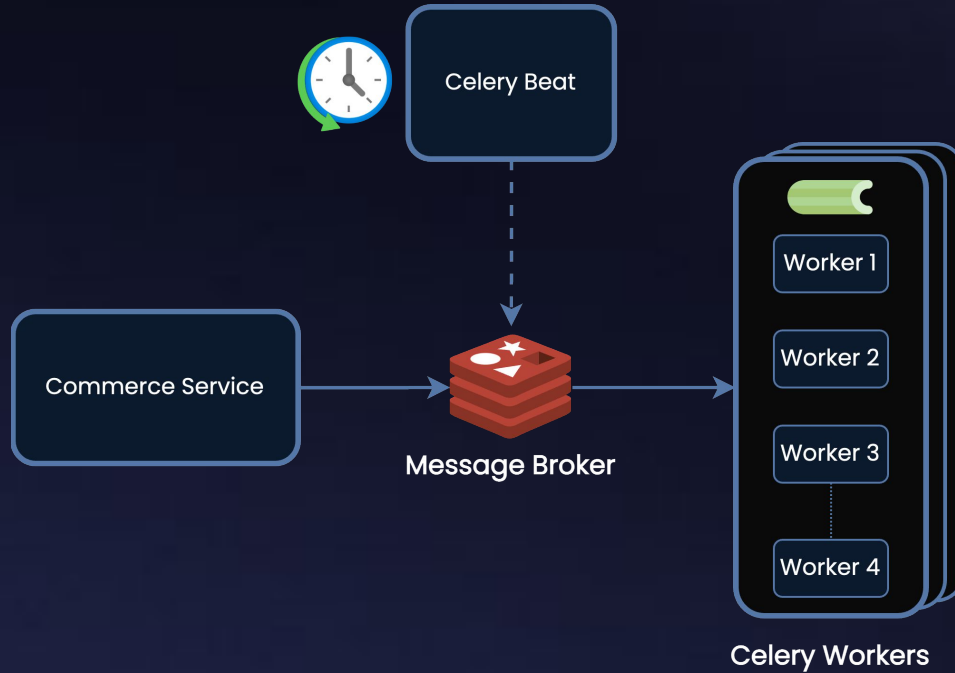 Celery Beat
Commerce Service
Message Broker
Worker 1
Worker 2
Worker 3
Worker 4
Celery Workers